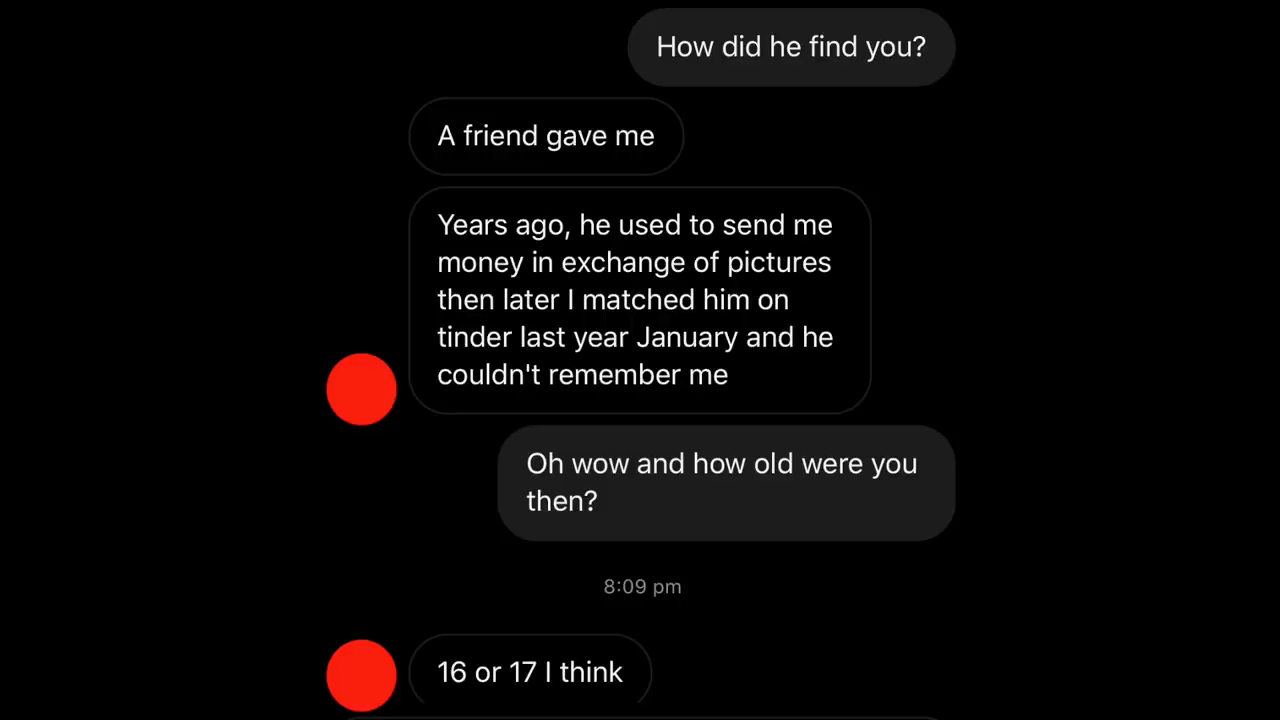 How did he find you?
A friend gave me
Years ago, he used to send me
money in exchange of pictures
then later I matched him on
tinder last year January and he
couldn't remember me
Oh wow and how old were you
then?
8:09 pm
16 or 17 I think